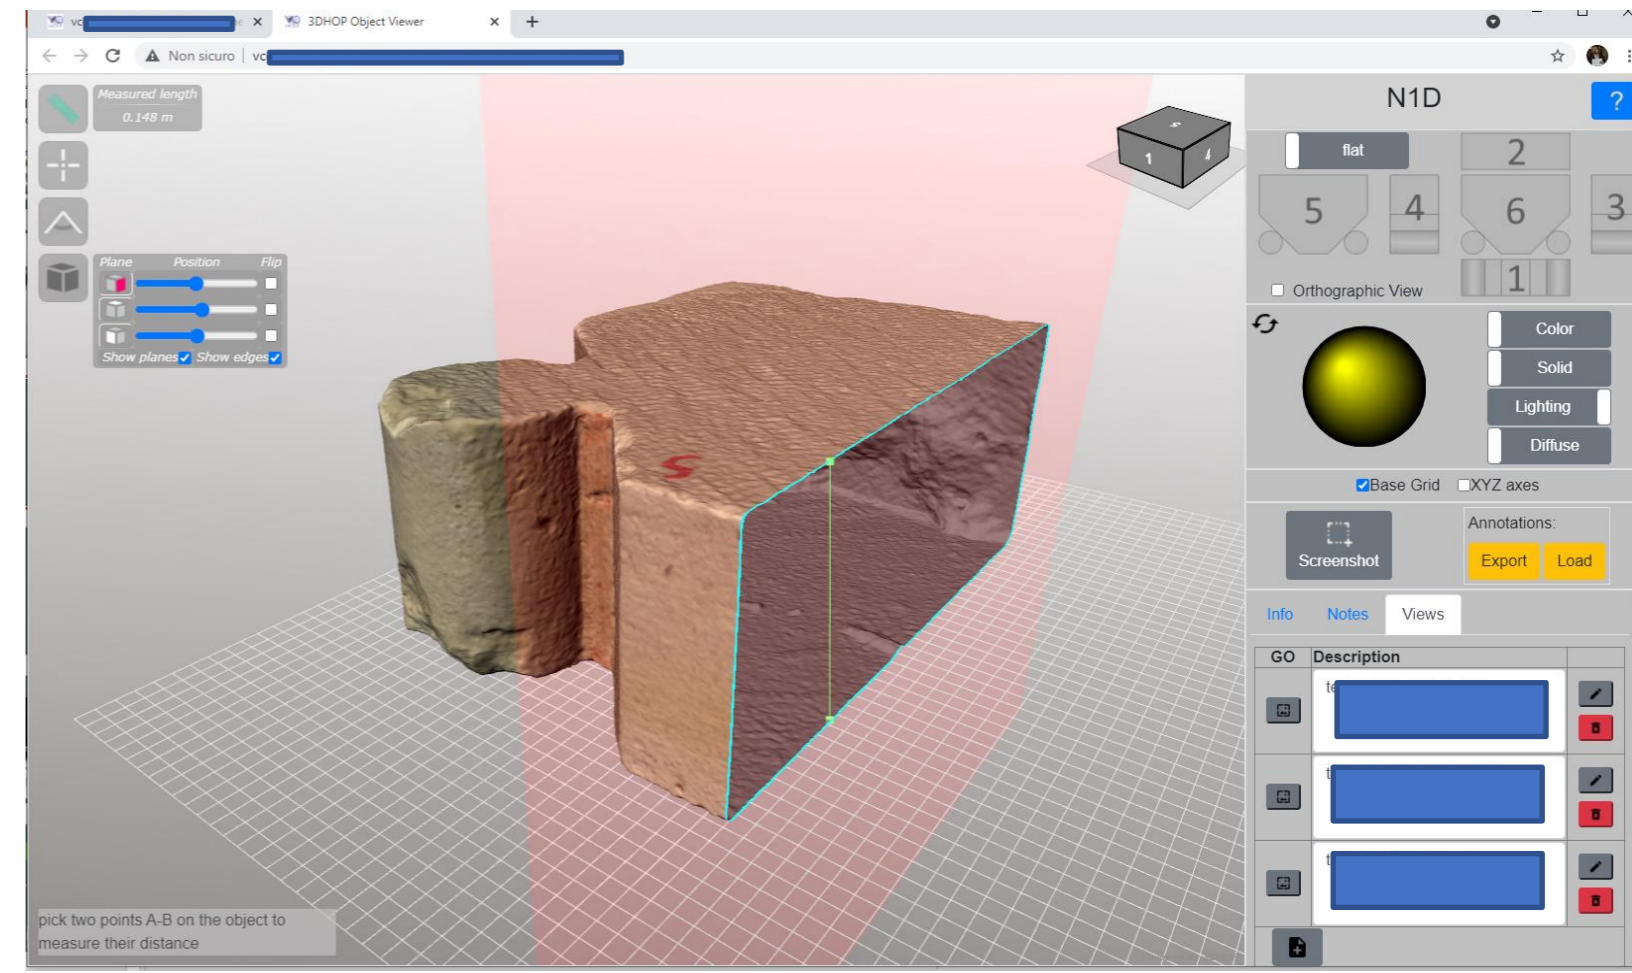 3DHOP Object Viewer
Non sicuro
Measured length
0.148 m
Plane Position Flip
Show planes Show edges
pick two points A-B on the object to
measure their distance
S
1
4
N1D
?
flat
2
5
4
6
3
1
Orthographic View
Color
Solid
Lighting
Diffuse
Base Grid XYZ axes
Screenshot
Annotations:
Export Load
Info Notes Views
GO Description